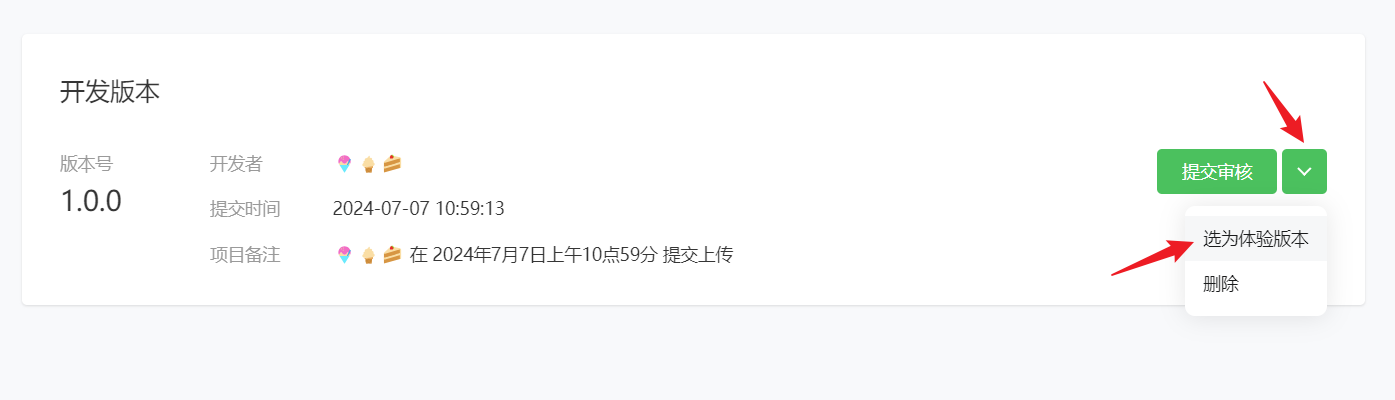 开发版本
版本号
1.0.0
开发者
提交时间 2024-07-07 10:59:13
项目备注 在 2024年7月7日上午10点59分 提交上传
提交审核
选为体验版本
删除